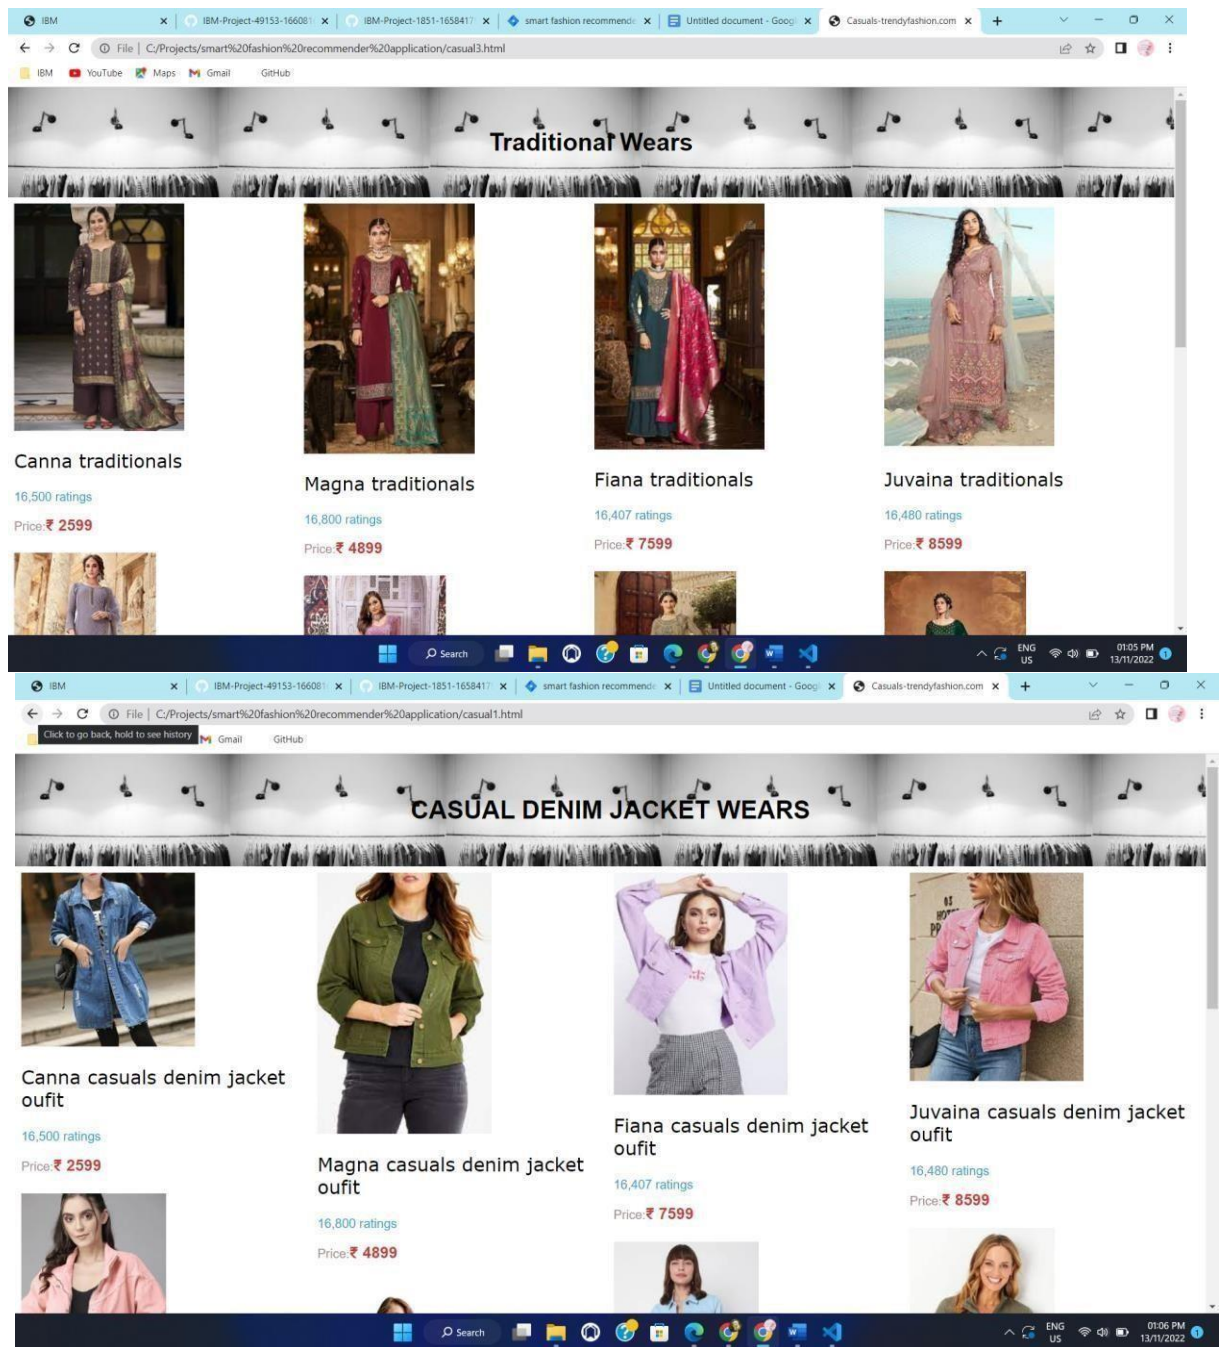 IBM
IBM-Project-49153-166081
IBM-Project-1851-1658417
smart fashion recommende
Untitled document - Googl
Casuals-trendyfashion.com
File | C:/Projects/smart%20fashion%20recommender%20application/casual3.html
IBM YouTube Maps Gmail GitHub
Traditional Wears
Canna traditionals
16,500 ratings
Price:₹ 2599
Magna traditionals
16,800 ratings
Price:₹ 4899
Fiana traditionals
16,407 ratings
Price:₹ 7599
Juvaina traditionals
16,480 ratings
Price:₹ 8599
Search
ENG
US
01:05 PM
13/11/2022
1
IBM
IBM-Project-49153-166081
IBM-Project-1851-1658417
smart fashion recommende
Untitled document - Googl
Casuals-trendyfashion.com
File | C:/Projects/smart%20fashion%20recommender%20application/casual1.html
Click to go back, hold to see history
Gmail GitHub
CASUAL DENIM JACKET WEARS
03
HOT
PR
Canna casuals denim jacket
oufit
16,500 ratings
Price:₹ 2599
Magna casuals denim jacket
oufit
16,800 ratings
Price:₹ 4899
Fiana casuals denim jacket
oufit
16,407 ratings
Price:₹ 7599
Juvaina casuals denim jacket
oufit
16,480 ratings
Price:₹ 8599
Search
ENG
US
01:06 PM
13/11/2022
1